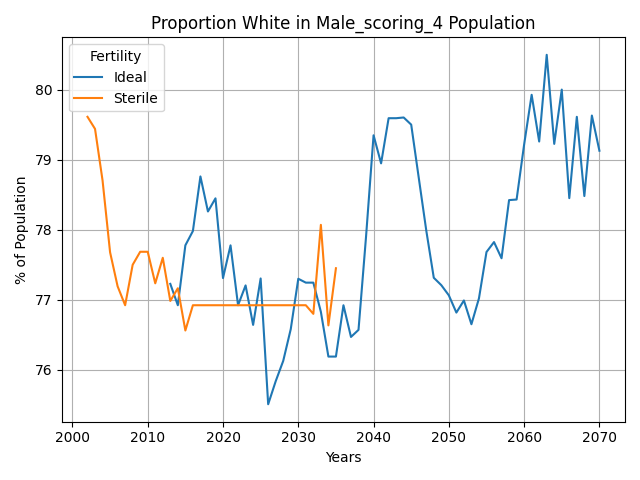 Proportion White in Male_scoring_4 Population
Fertility
Ideal
Sterile
80
79
78
77
76
% of Population
2000 2010 2020 2030 2040 2050 2060 2070
Years